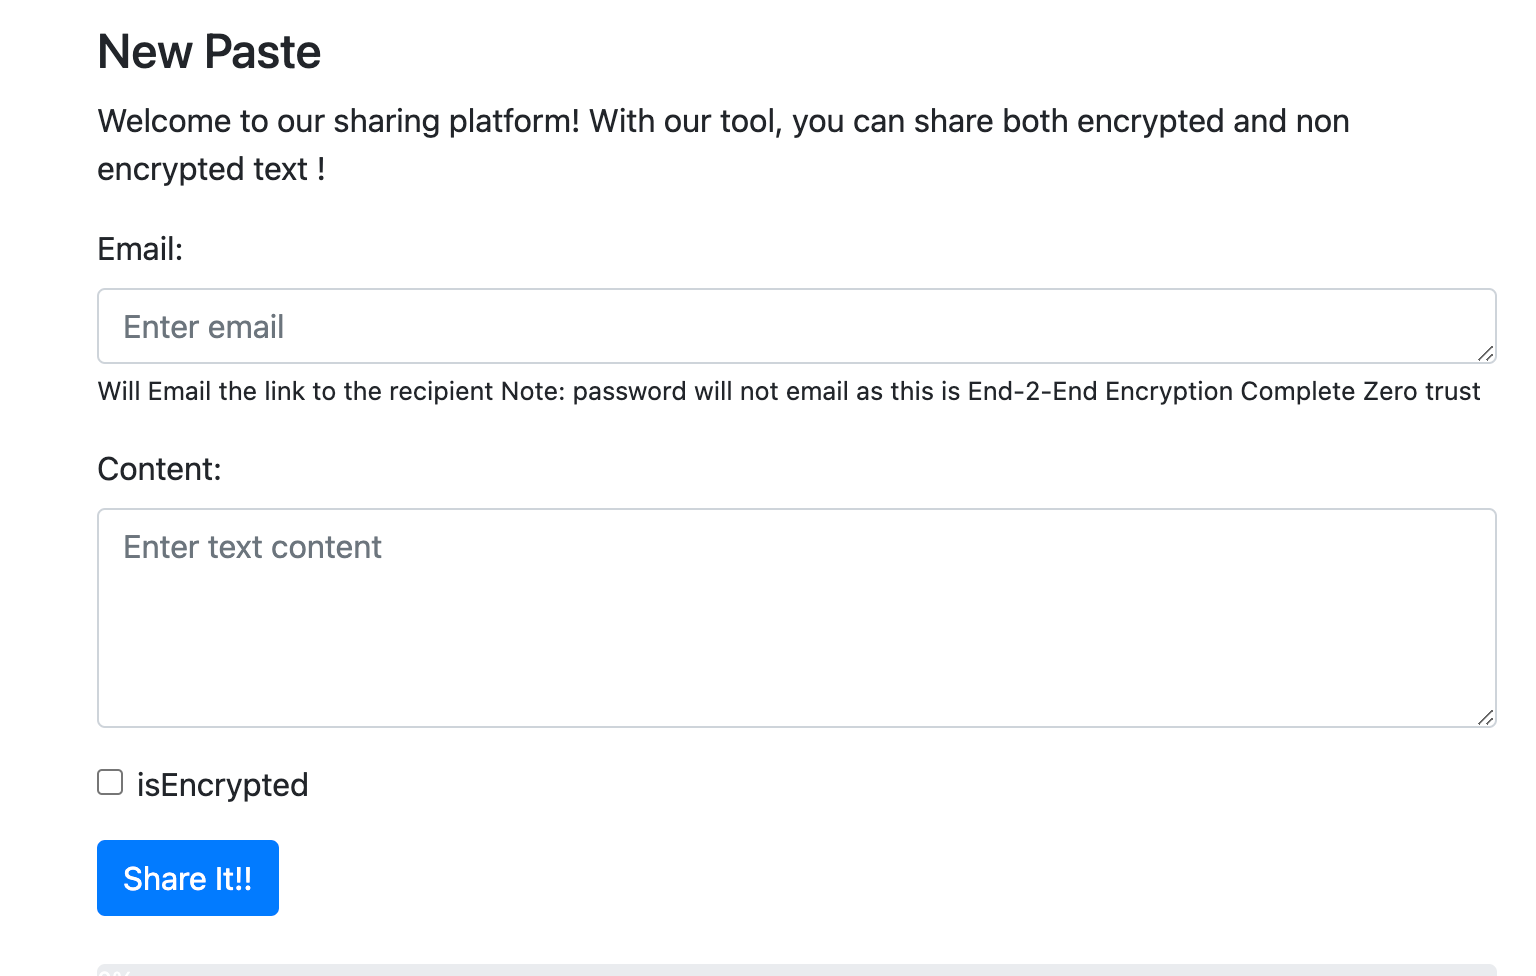 New Paste
Welcome to our sharing platform! With our tool, you can share both encrypted and non
encrypted text !
Email:
Enter email
Will Email the link to the recipient Note: password will not email as this is End-2-End Encryption Complete Zero trust
Content:
Enter text content
isEncrypted
Share It!!